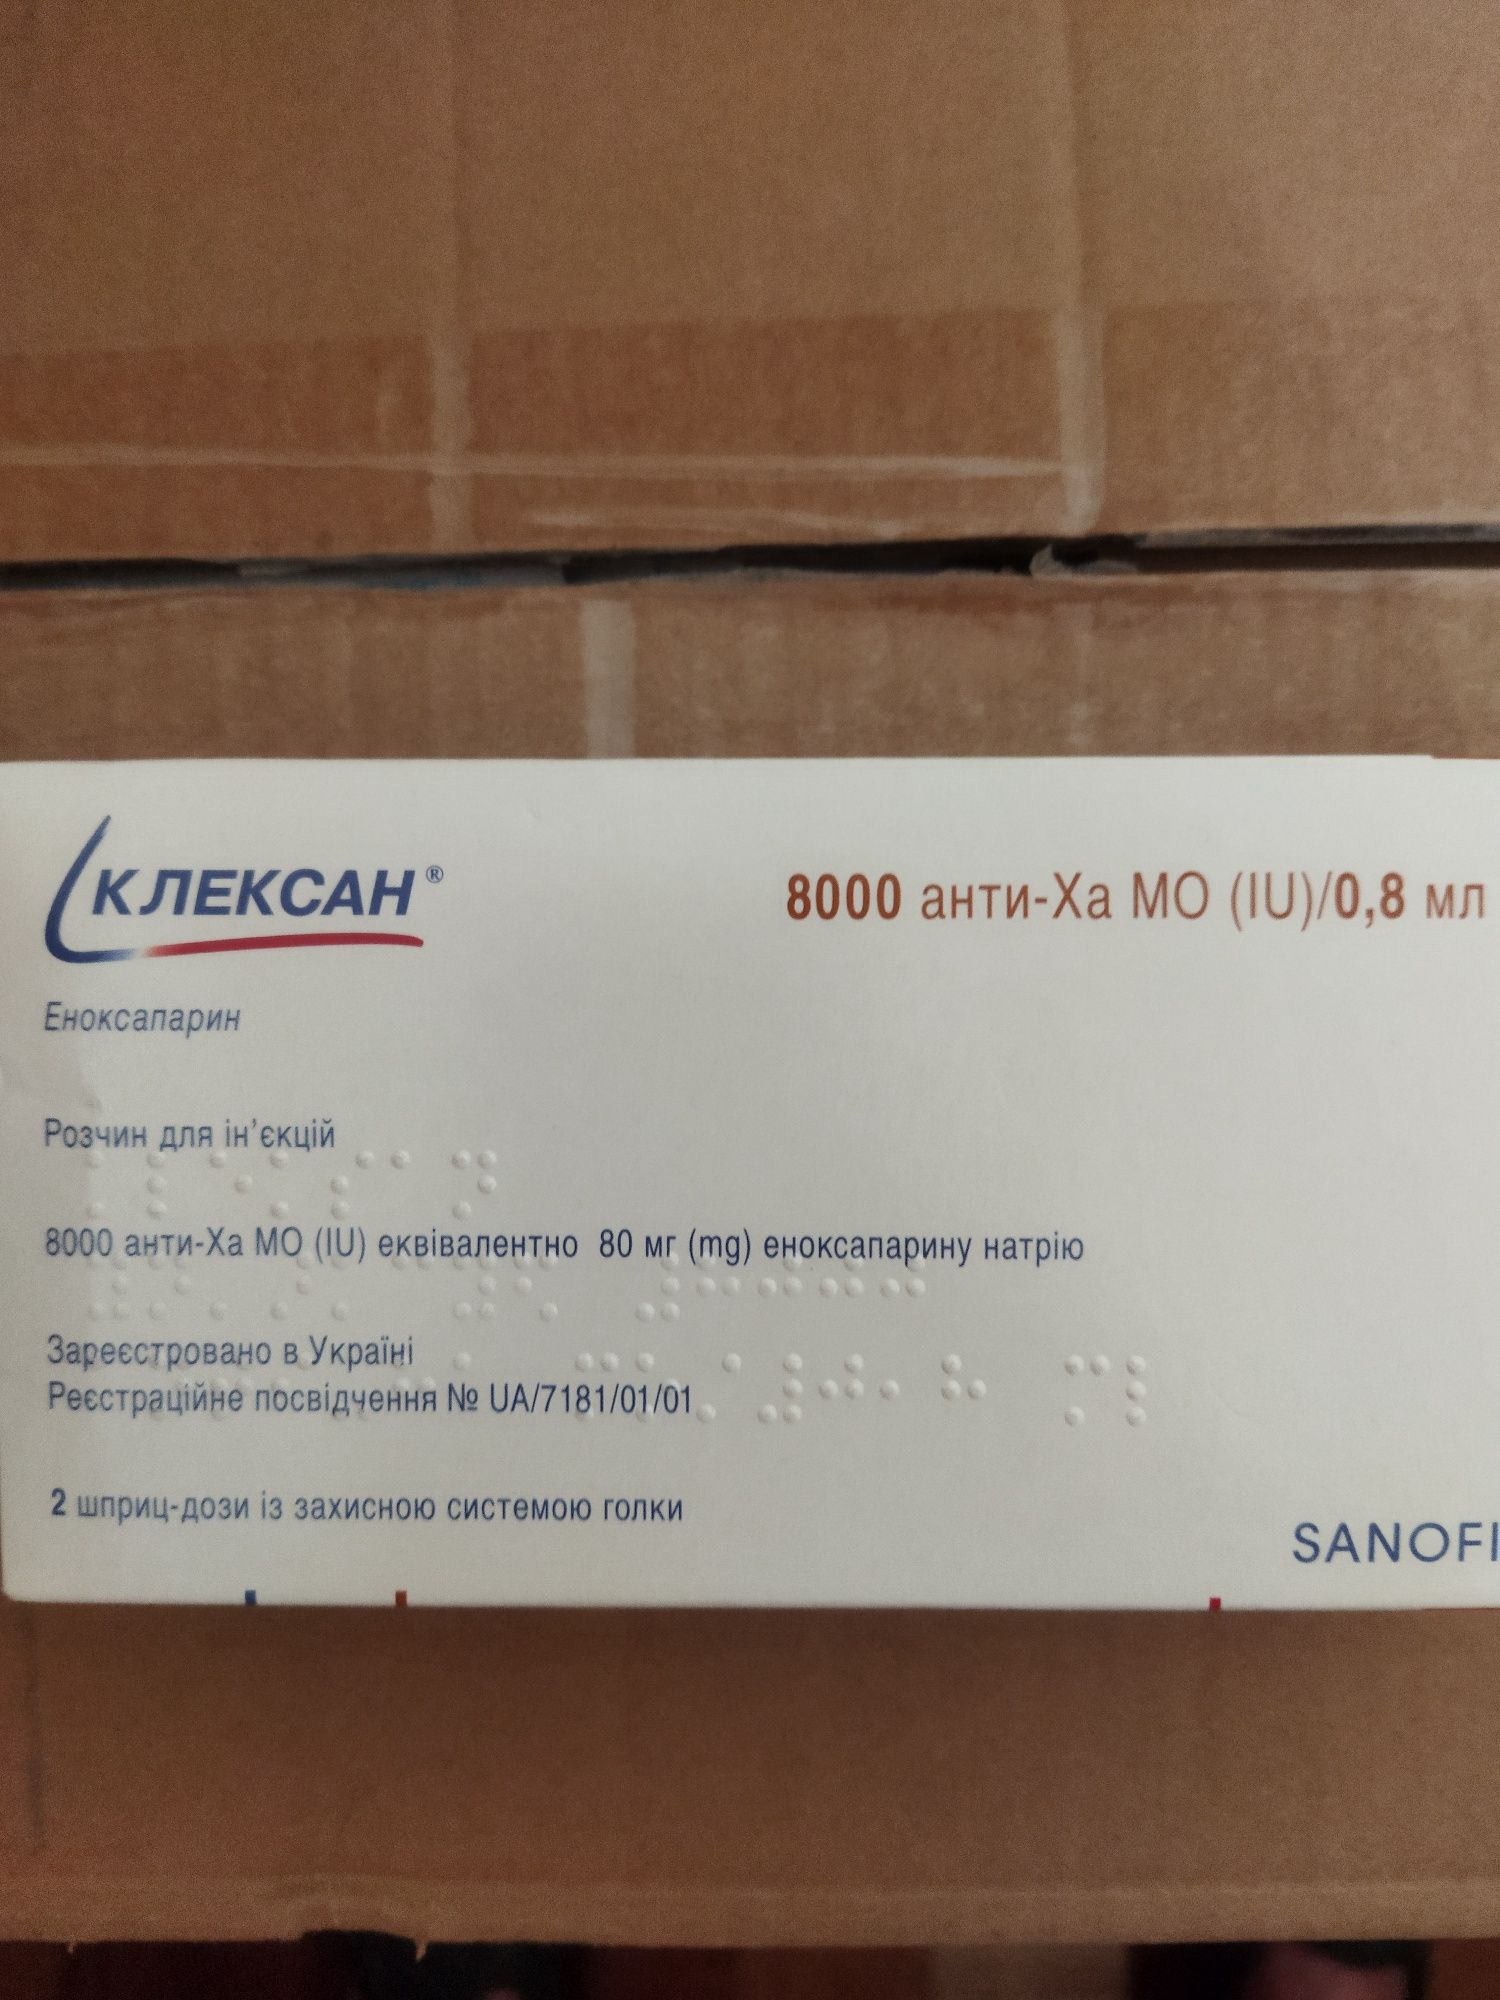 КЛЕКСАН®
8000 анти-Ха МО (IU)/0,8 мл
Еноксапарин
Розчин для ін'єкцій
8000 анти-Ха МО (IU) еквівалентно 80 мг (mg) еноксапарину натрію
Зареєстровано в Україні
Реєстраційне посвідчення № UA/7181/01/01
2 шприц-дози із захисною системою голки
SANOFI